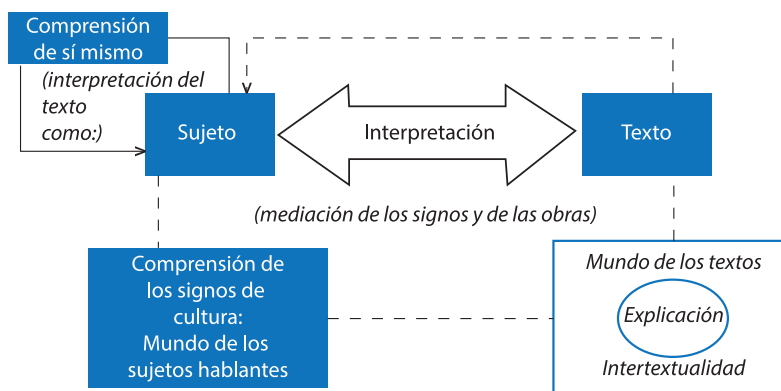 Comprensión
de sí mismo
(interpretación del
texto
como:)
Sujeto
Interpretación
Texto
(mediación de los signos y de las obras)
Comprensión de
los signos de
cultura:
Mundo de los
sujetos hablantes
Mundo de los textos
Explicación
Intertextualidad